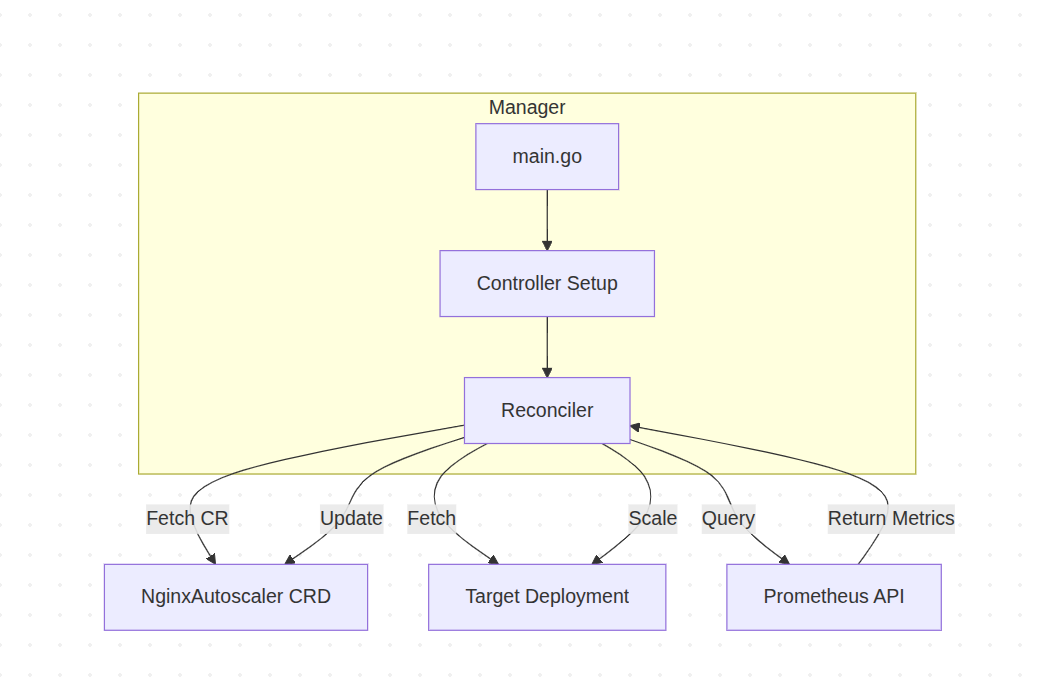 Manager
main.go
Controller Setup
Reconciler
Fetch CR
Update
Fetch
Scale
Query
Return Metrics
NginxAutoscaler CRD
Target Deployment
Prometheus API